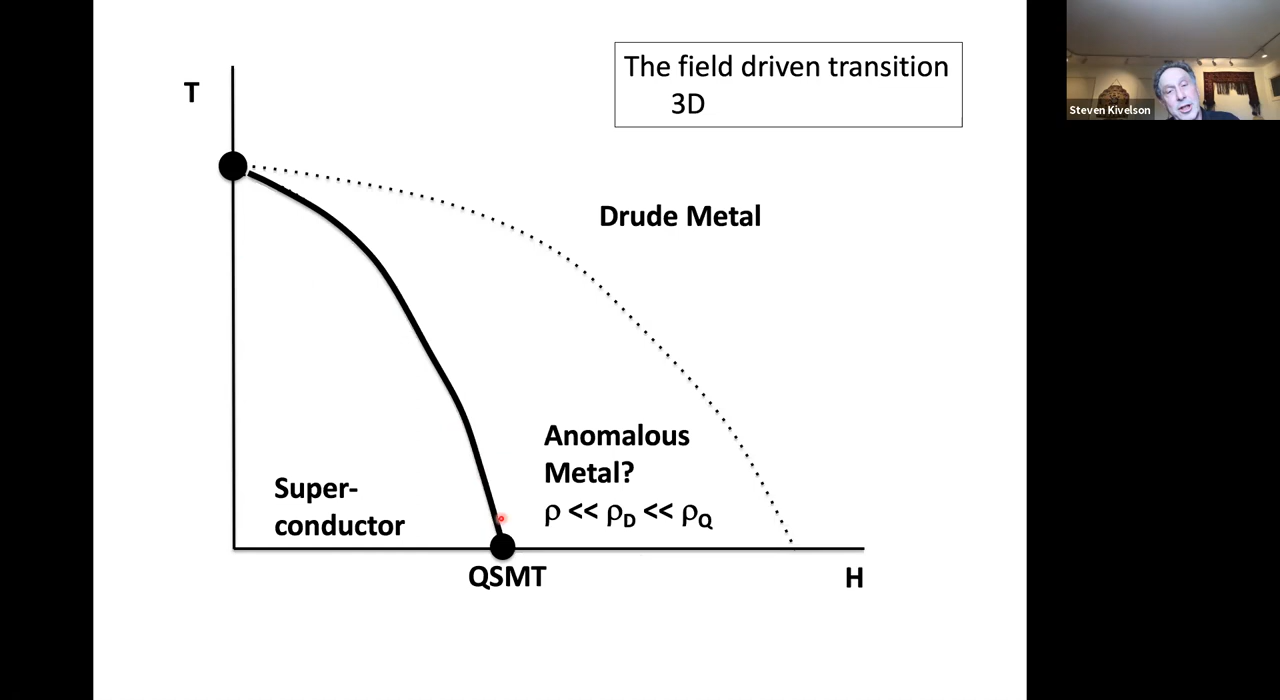 The field driven transition
3D
T
Steven Kivelson
Drude Metal
Anomalous
Metal?
ρ << ρD << ρQ
Super-
conductor
QSMT
H